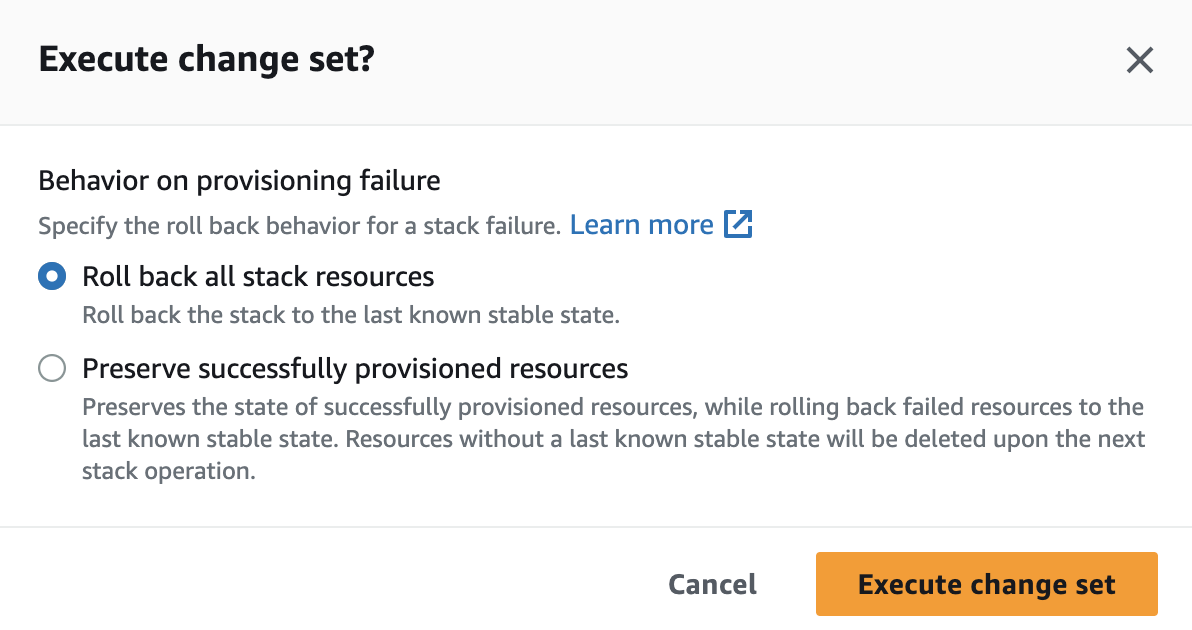 Execute change set?
Behavior on provisioning failure
Specify the roll back behavior for a stack failure. Learn more
Roll back all stack resources
Roll back the stack to the last known stable state.
Preserve successfully provisioned resources
Preserves the state of successfully provisioned resources, while rolling back failed resources to the
last known stable state. Resources without a last known stable state will be deleted upon the next
stack operation.
Cancel Execute change set